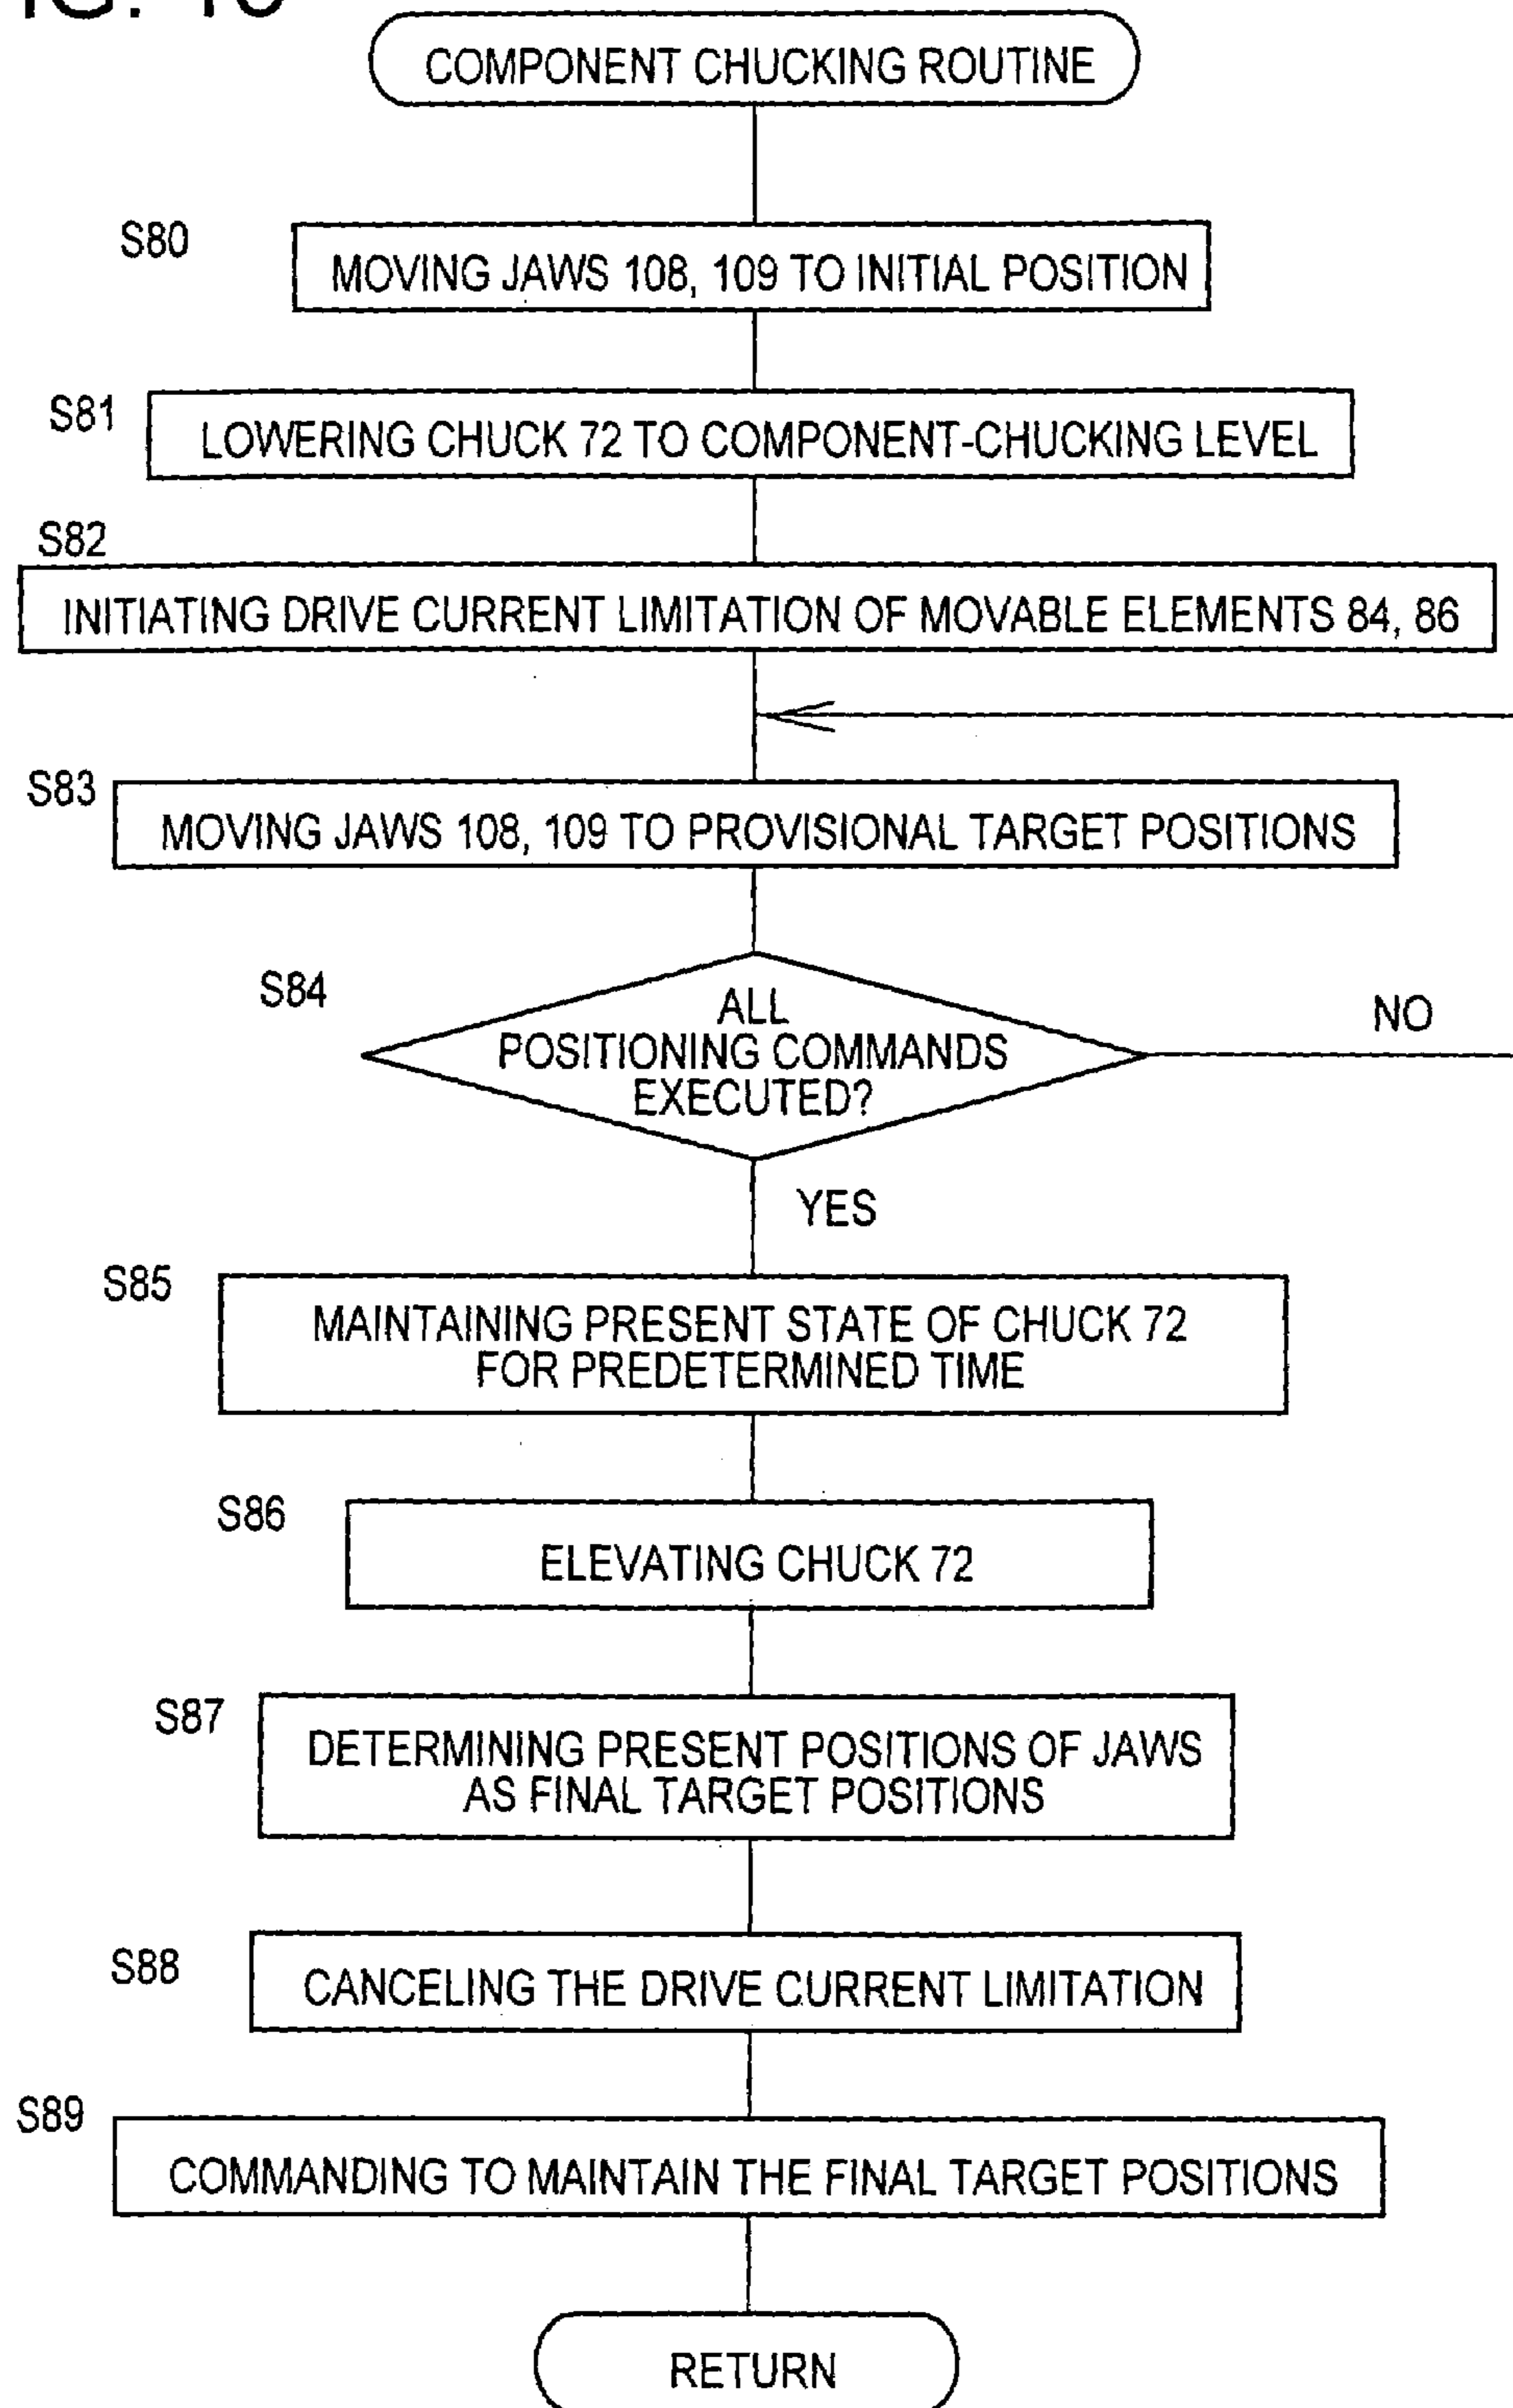 COMPONENT CHUCKING ROUTINE
S80
MOVING JAWS 108, 109 TO INITIAL POSITION
S81
LOWERING CHUCK 72 TO COMPONENT-CHUCKING LEVEL
S82
INITIATING DRIVE CURRENT LIMITATION OF MOVABLE ELEMENTS 84, 86
S83
MOVING JAWS 108, 109 TO PROVISIONAL TARGET POSITIONS
S84
ALL
POSITIONING COMMANDS
EXECUTED?
NO
YES
S85
MAINTAINING PRESENT STATE OF CHUCK 72
FOR PREDETERMINED TIME
S86
ELEVATING CHUCK 72
S87
DETERMINING PRESENT POSITIONS OF JAWS
AS FINAL TARGET POSITIONS
S88
CANCELING THE DRIVE CURRENT LIMITATION
S89
COMMANDING TO MAINTAIN THE FINAL TARGET POSITIONS
RETURN